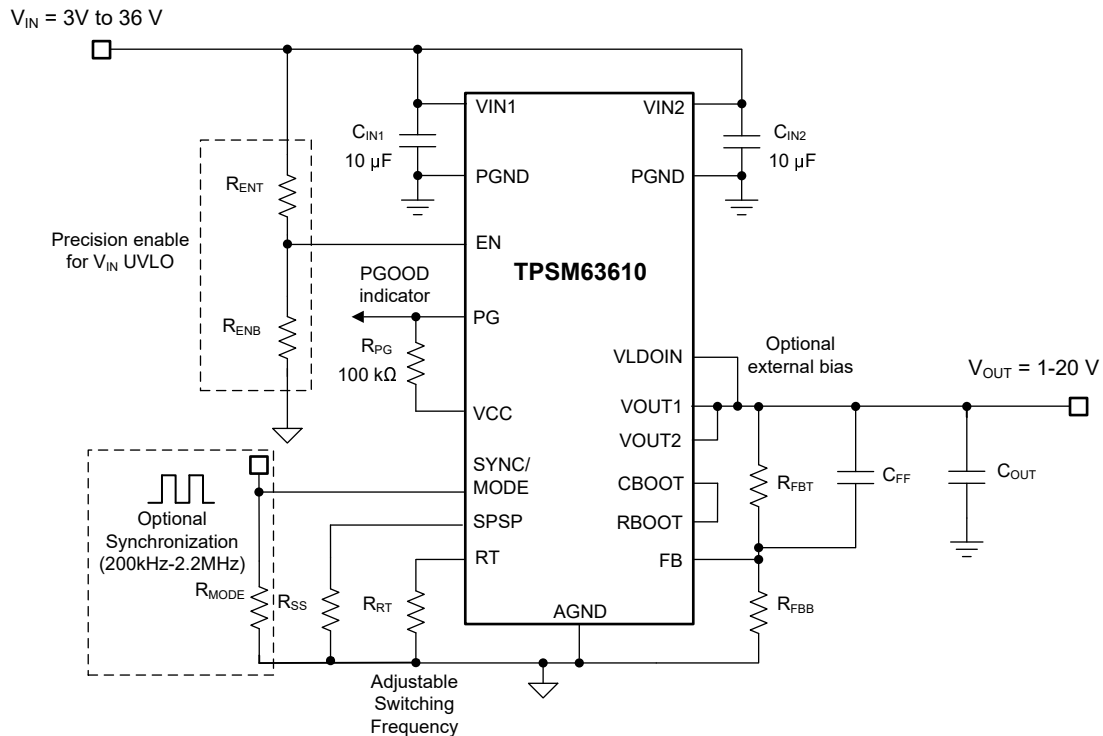 V_IN = 3V to 36 V
VIN1
VIN2
C_IN1
10 µF
C_IN2
10 µF
PGND
PGND
R_ENT
Precision enable
for V_IN UVLO
EN
TPSM63610
PGOOD
indicator
PG
R_ENB
R_PG
100 kΩ
VLDOIN
Optional
external bias
V_OUT = 1-20 V
VCC
VOUT1
VOUT2
SYNC/
MODE
CBOOT
R_FBT
C_FF
C_OUT
Optional
Synchronization
(200kHz-2.2MHz)
SPSP
RBOOT
RT
FB
R_MODE
R_SS
R_RT
AGND
R_FBB
Adjustable
Switching
Frequency